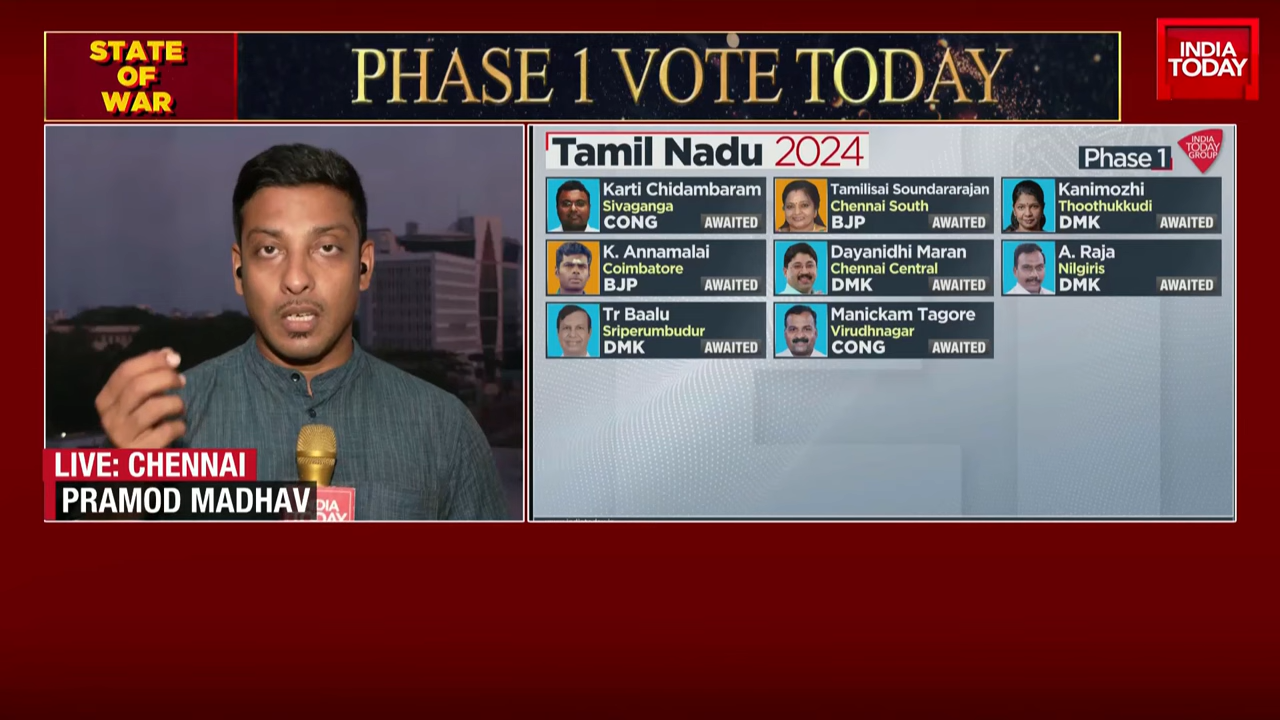 STATE
OF
WAR
PHASE 1 VOTE TODAY
INDIA
TODAY
LIVE: CHENNAI
PRAMOD MADHAV
DIA
TODAY
Tamil Nadu 2024
Phase 1
INDIA
TODAY
GROUP
Karti Chidambaram
Sivaganga
CONG AWAITED
Tamilisai Soundararajan
Chennai South
BJP AWAITED
Kanimozhi
Thoothukkudi
DMK AWAITED
K. Annamalai
Coimbatore
BJP AWAITED
Dayanidhi Maran
Chennai Central
DMK AWAITED
A. Raja
Nilgiris
DMK AWAITED
Tr Baalu
Sriperumbudur
DMK AWAITED
Manickam Tagore
Virudhnagar
CONG AWAITED